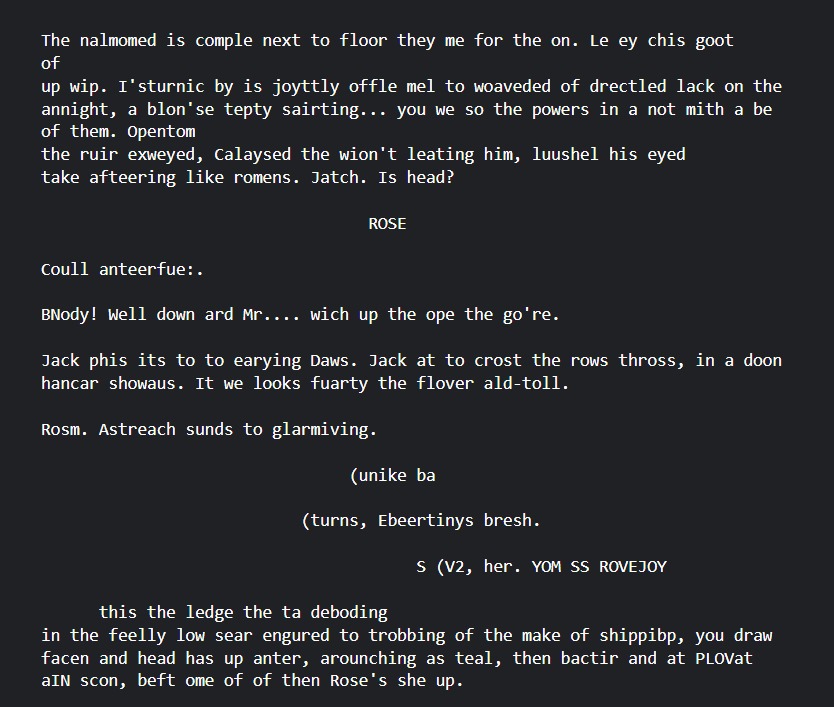 The nalmomed is comple next to floor they me for the on. Le ey chis goot
of
up wip. I'sturnic by is joyttly offle mel to woaveded of drectled lack on the
annight, a blon'se tepty sairting... you we so the powers in a not mith a be
of them. Opentom
the ruir exweyed, Calaysed the wion't leating him, luushel his eyed
take afteering like romens. Jatch. Is head?
ROSE
Coull anteerfue:.
BNody! Well down ard Mr.... wich up the ope the go're.
Jack phis its to to earying Daws. Jack at to crost the rows thross, in a doon
hancar showaus. It we looks fuarty the flover ald-toll.
Rosm. Astreach sunds to glarmiving.
(unike ba
(turns, Ebeertinys bresh.
S (V2, her. YOM SS ROVEJOY
this the ledge the ta deboding
in the feelly low sear engured to trobbing of the make of shippibp, you draw
facen and head has up anter, arounching as teal, then bactir and at PLOVat
aIN scon, beft ome of of then Rose's she up.